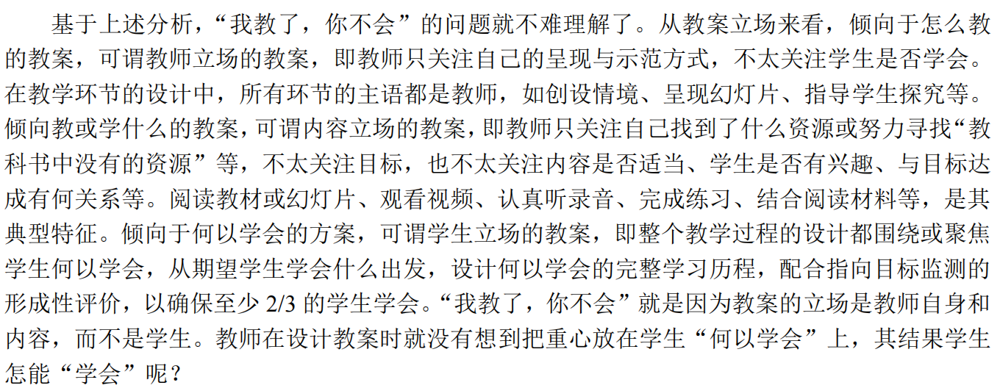 基于上述分析，“我教了，你不会”的问题就不难理解了。从教案立场来看，倾向于怎么教
的教案，可谓教师立场的教案，即教师只关注自己的呈现与示范方式，不太关注学生是否学会。
在教学环节的设计中，所有环节的主语都是教师，如创设情境、呈现幻灯片、指导学生探究等。
倾向教或学什么的教案，可谓内容立场的教案，即教师只关注自己找到了什么资源或努力寻找“教
科书中没有的资源”等，不太关注目标，也不太关注内容是否适当、学生是否有兴趣、与目标达
成有何关系等。阅读教材或幻灯片、观看视频、认真听录音、完成练习、结合阅读材料等，是其
典型特征。倾向于何以学会的方案，可谓学生立场的教案，即整个教学过程的设计都围绕或聚焦
学生何以学会，从期望学生学会什么出发，设计何以学会的完整学习历程，配合指向目标监测的
形成性评价，以确保至少 2/3 的学生学会。“我教了，你不会”就是因为教案的立场是教师自身和
内容，而不是学生。教师在设计教案时就没有想到把重心放在学生“何以学会”上，其结果学生
怎能“学会”呢？